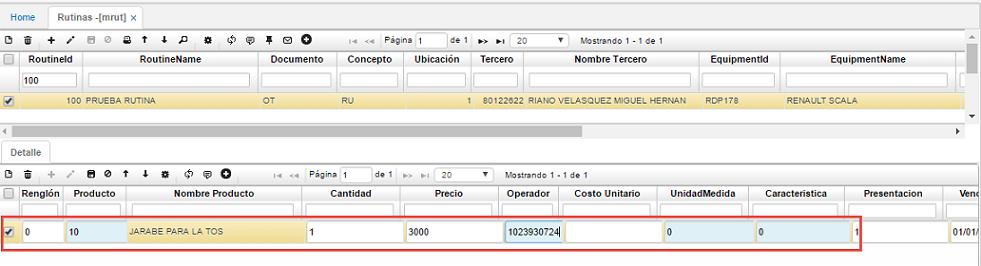 Home Rutinas -[mrut] x
Página 1 de 1 20 Mostrando 1 - 1 de 1
RoutineId RoutineName Documento Concepto Ubicación Tercero Nombre Tercero EquipmentId EquipmentName
100
100 PRUEBA RUTINA OT RU 1 80122622 RIANO VELASQUEZ MIGUEL HERNAN RDP178 RENAULT SCALA
Detalle
Página 1 de 1 20 Mostrando 1 - 1 de 1
Renglón Producto Nombre Producto Cantidad Precio Operador Costo Unitario UnidadMedida Caracteristica Presentacion
0 10 JARABE PARA LA TOS 1 3000 1023930724 0 0 1 01/01/